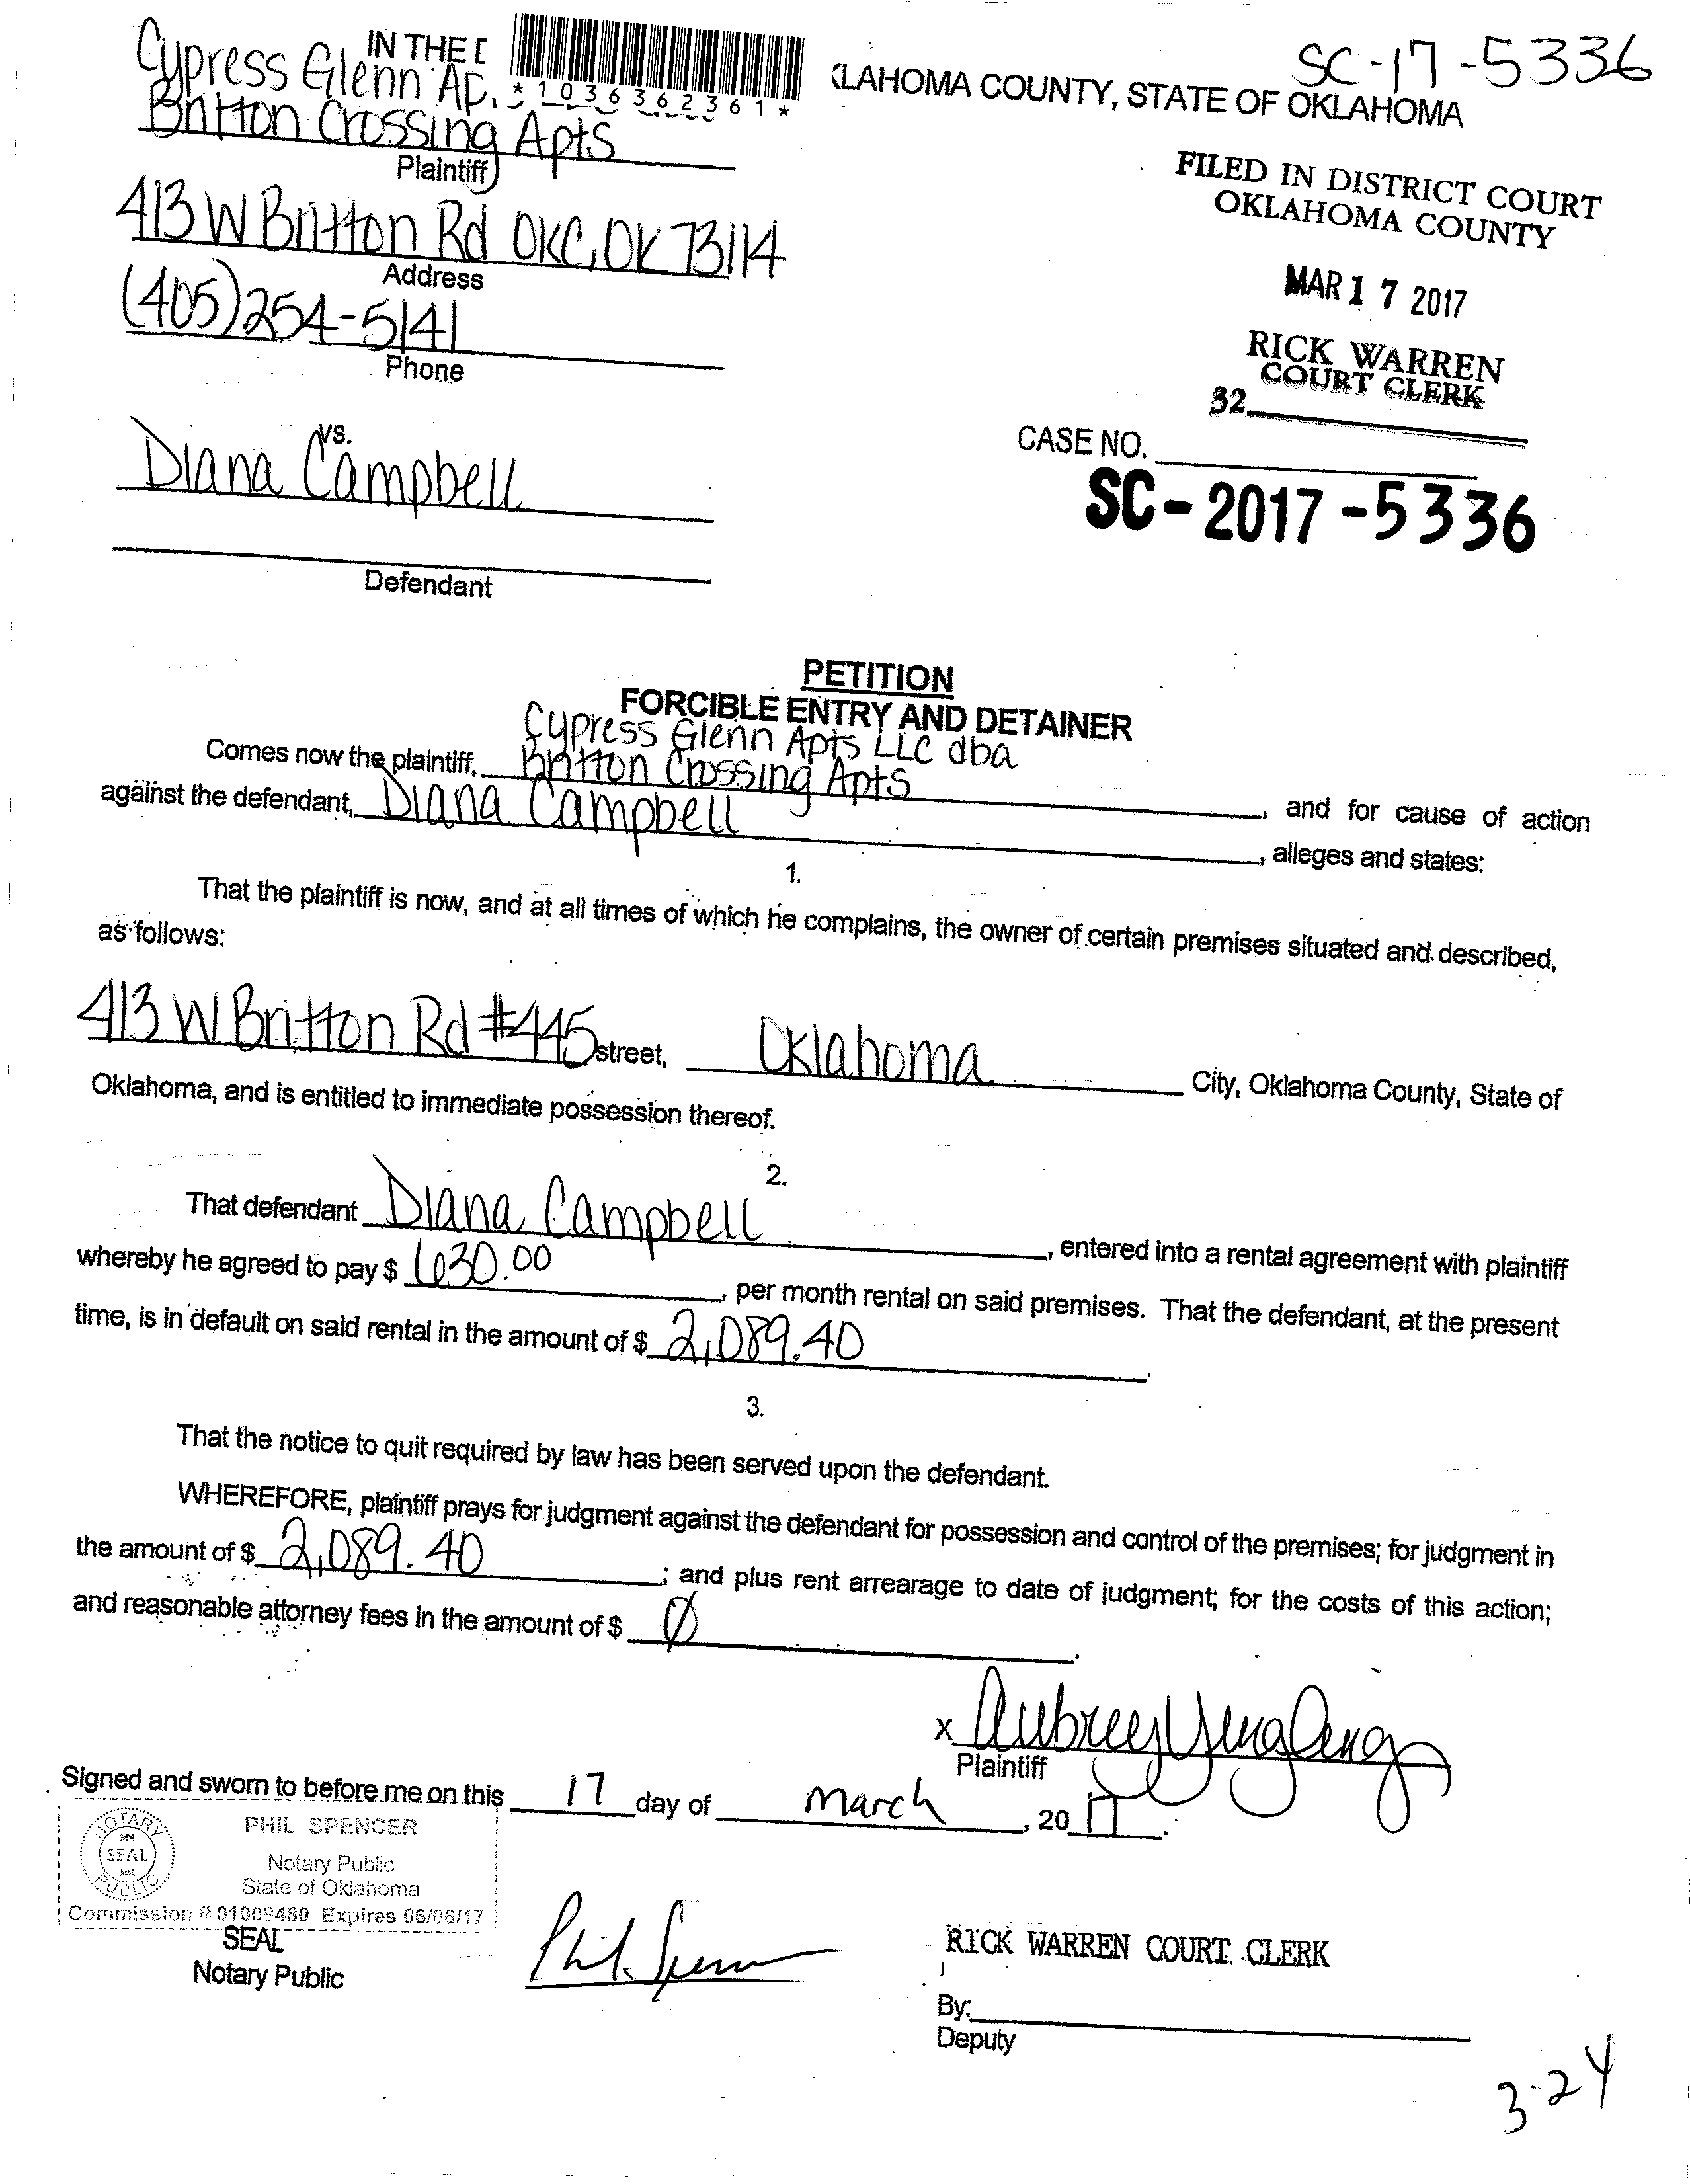 SC-17-5336
IN THE D
*1036362361*
KLAHOMA COUNTY, STATE OF OKLAHOMA
Cypress Glenn Ap
Britton Crossing Apts
Plaintiff
413 W Britton Rd OKC, OK 73114
Address
(405) 254-5141
Phone
FILED IN DISTRICT COURT
OKLAHOMA COUNTY
MAR 17 2017
RICK WARREN
COURT CLERK
32
vs.
Diana Campbell
Defendant
CASE NO.
SC-2017-5336
PETITION
FORCIBLE ENTRY AND DETAINER
Cypress Glenn Apts LLC dba
Comes now the plaintiff, Britton Crossing Apts, and for cause of action
against the defendant, Diana Campbell, alleges and states:
1.
That the plaintiff is now, and at all times of which he complains, the owner of certain premises situated and described,
as follows:
413 W Britton Rd #445 street, Oklahoma City, Oklahoma County, State of
Oklahoma, and is entitled to immediate possession thereof.
2.
That defendant Diana Campbell, entered into a rental agreement with plaintiff
whereby he agreed to pay $ 630.00, per month rental on said premises. That the defendant, at the present
time, is in default on said rental in the amount of $ 2,089.40.
3.
That the notice to quit required by law has been served upon the defendant.
WHEREFORE, plaintiff prays for judgment against the defendant for possession and control of the premises; for judgment in
the amount of $ 2,089.40; and plus rent arrearage to date of judgment; for the costs of this action;
and reasonable attorney fees in the amount of $ Ø.
x Aubrey Yengleng
Plaintiff
Signed and sworn to before me on this 17 day of March, 2017.
NOTARY
SEAL
PUBLIC
PHIL SPENCER
Notary Public
State of Oklahoma
Commission # 01009480 Expires 06/06/17
SEAL
Notary Public
Phil Spencer
RICK WARREN COURT CLERK
By:
Deputy
3-24